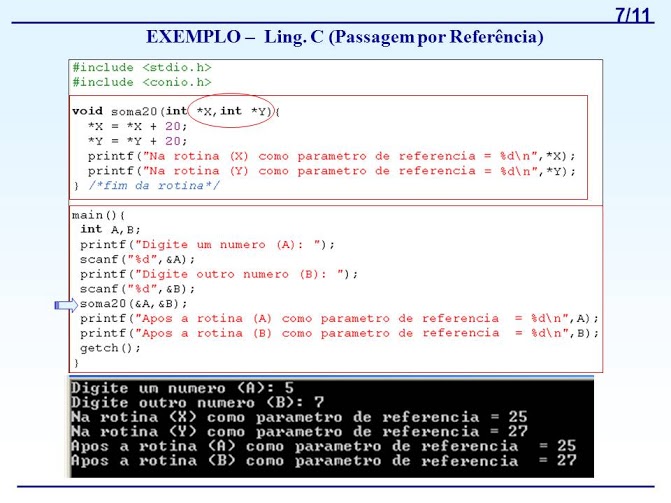 7/11
EXEMPLO – Ling. C (Passagem por Referência)
#include <stdio.h>
#include <conio.h>
void soma20(int *X,int *Y){
*X = *X + 20;
*Y = *Y + 20;
printf("Na rotina (X) como parametro de referencia = %d\n",*X);
printf("Na rotina (Y) como parametro de referencia = %d\n",*Y);
} /*fim da rotina*/
main(){
int A,B;
printf("Digite um numero (A): ");
scanf("%d",&A);
printf("Digite outro numero (B): ");
scanf("%d",&B);
soma20(&A,&B);
printf("Apos a rotina (A) como parametro de referencia = %d\n",A);
printf("Apos a rotina (B) como parametro de referencia = %d\n",B);
getch();
}
Digite um numero (A): 5
Digite outro numero (B): 7
Na rotina (X) como parametro de referencia = 25
Na rotina (Y) como parametro de referencia = 27
Apos a rotina (A) como parametro de referencia = 25
Apos a rotina (B) como parametro de referencia = 27